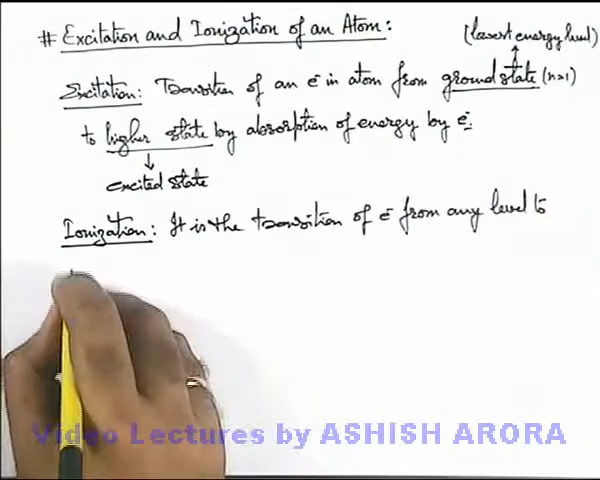 # Excitation and Ionization of an Atom:
(lowest energy level)
Excitation: Transition of an e⁻ in atom from ground state (n=1)
to higher state by absorption of energy by e⁻.
excited state
Ionization: It is the transition of e⁻ from any level to
Video Lectures by ASHISH ARORA